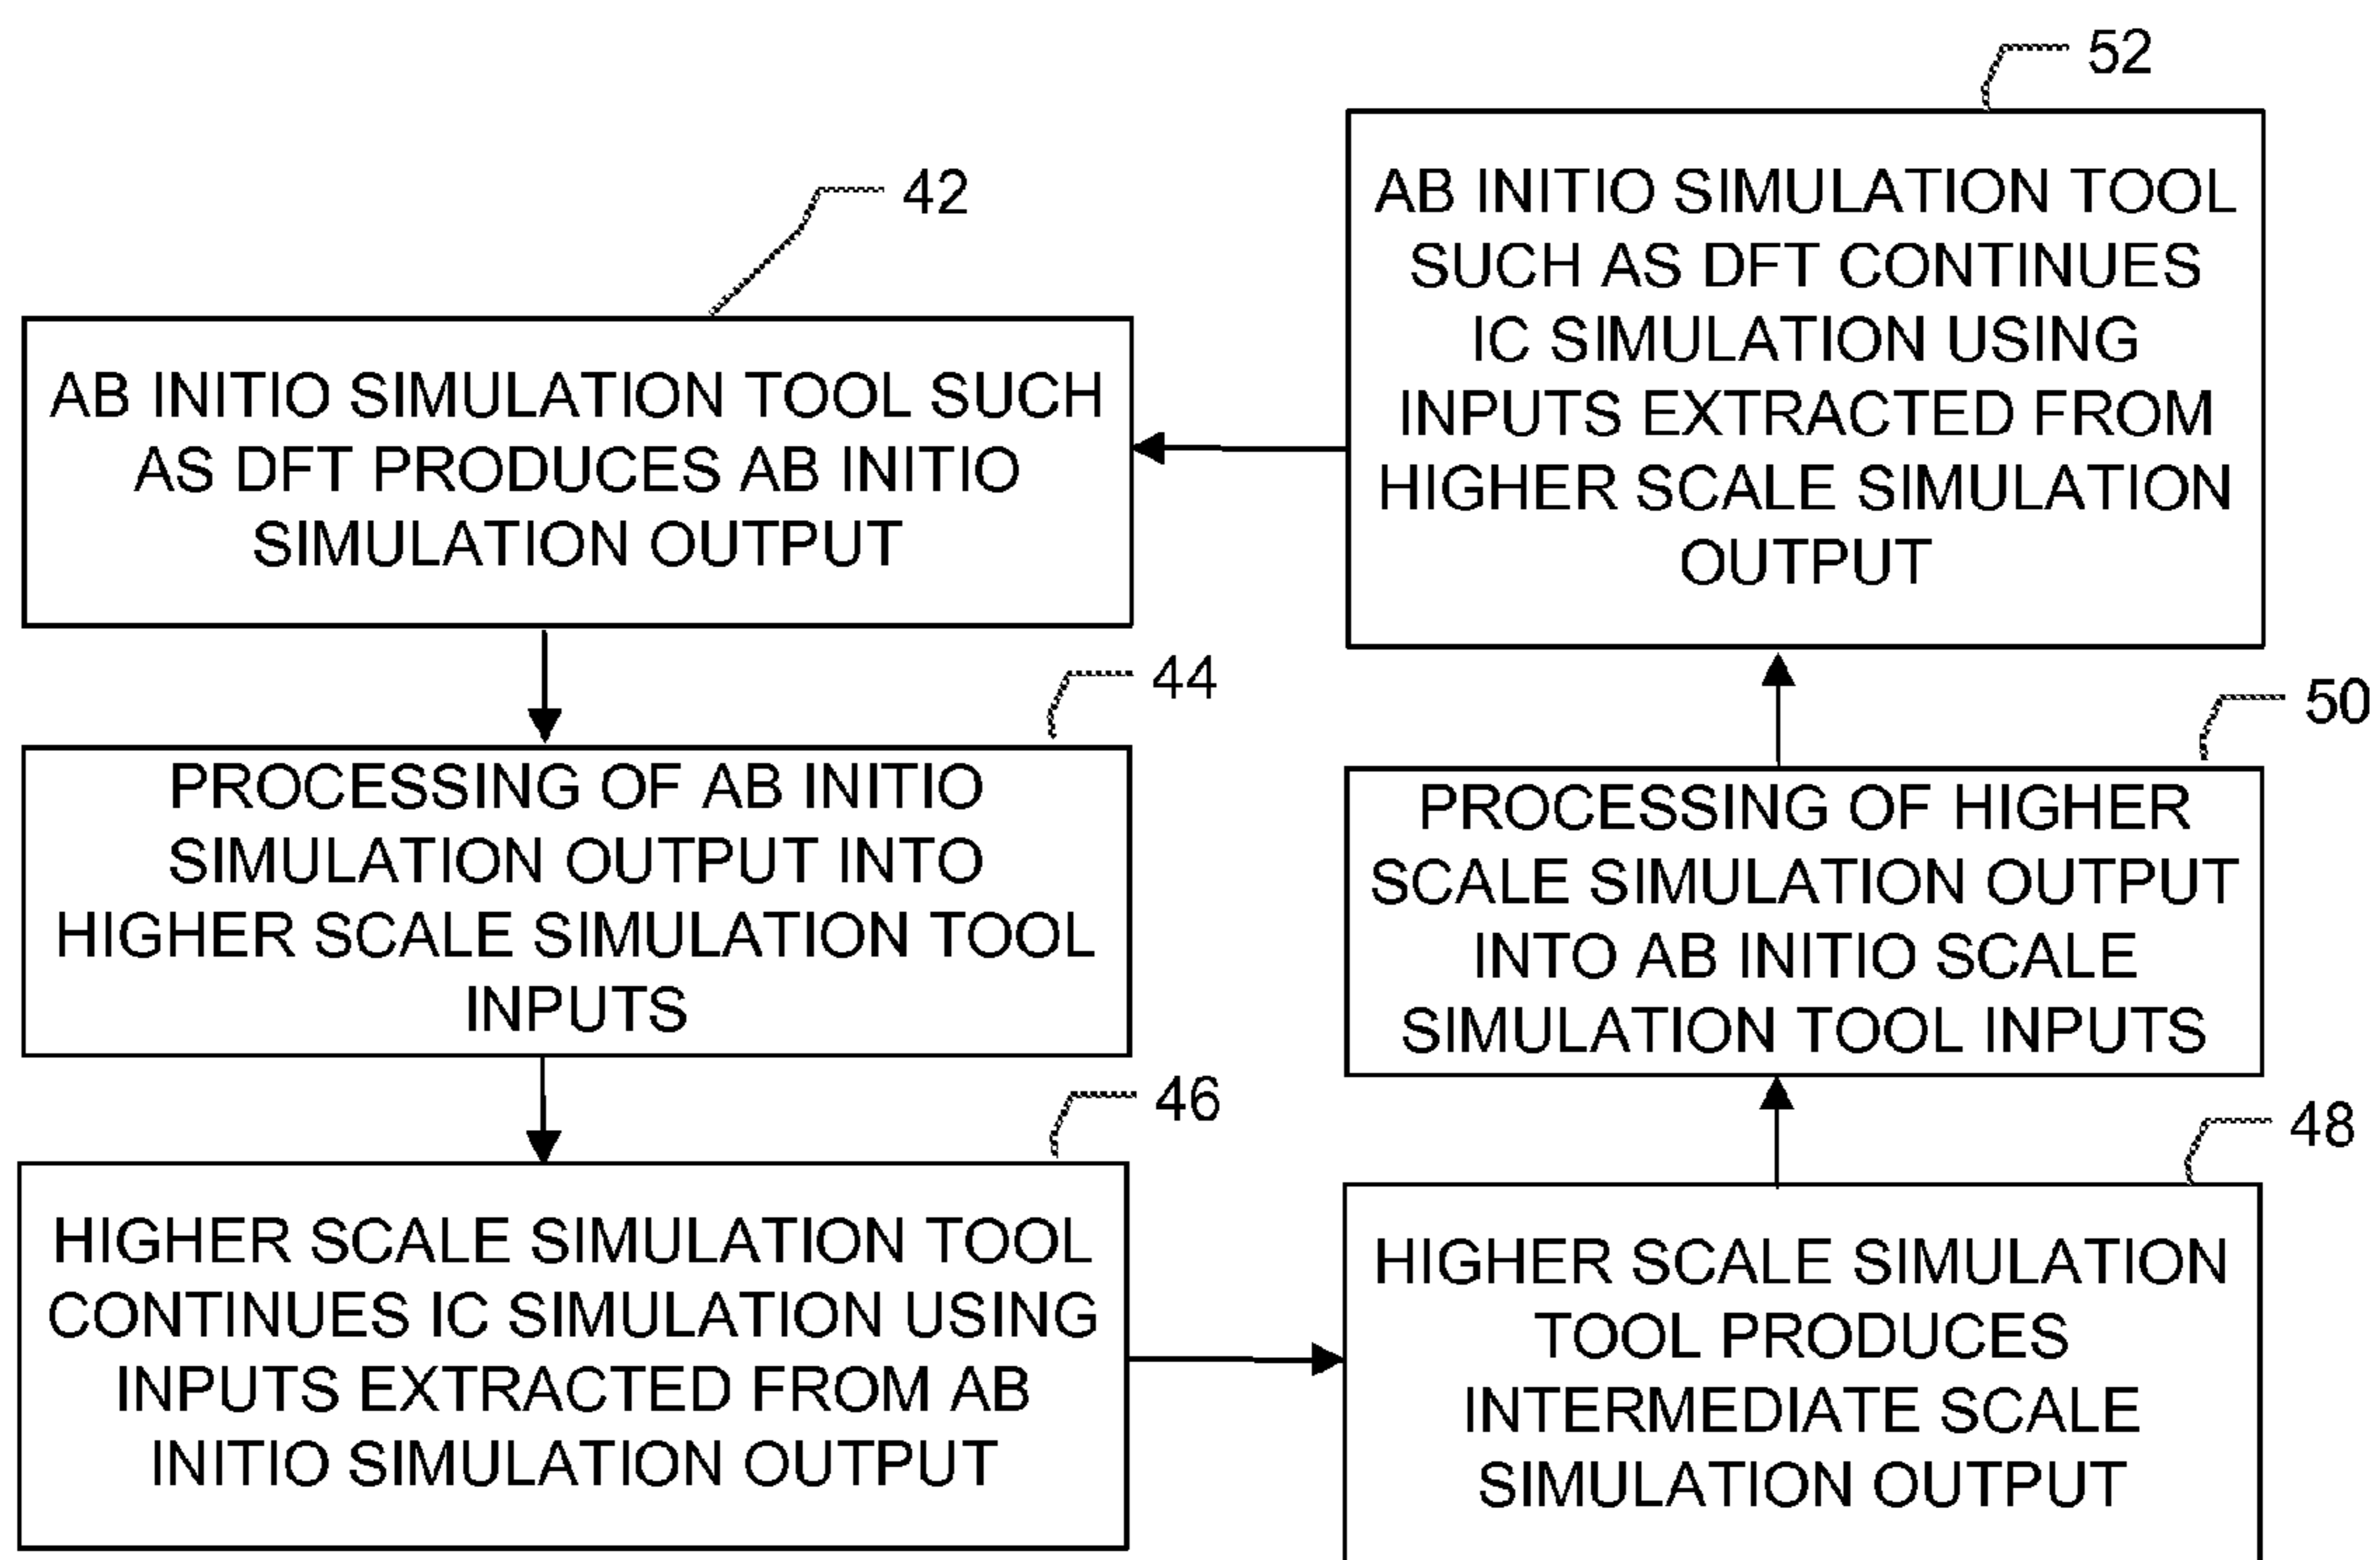 42
AB INITIO SIMULATION TOOL SUCH
AS DFT PRODUCES AB INITIO
SIMULATION OUTPUT
44
PROCESSING OF AB INITIO
SIMULATION OUTPUT INTO
HIGHER SCALE SIMULATION TOOL
INPUTS
46
HIGHER SCALE SIMULATION TOOL
CONTINUES IC SIMULATION USING
INPUTS EXTRACTED FROM AB
INITIO SIMULATION OUTPUT
48
HIGHER SCALE SIMULATION
TOOL PRODUCES
INTERMEDIATE SCALE
SIMULATION OUTPUT
50
PROCESSING OF HIGHER
SCALE SIMULATION OUTPUT
INTO AB INITIO SCALE
SIMULATION TOOL INPUTS
52
AB INITIO SIMULATION TOOL
SUCH AS DFT CONTINUES
IC SIMULATION USING
INPUTS EXTRACTED FROM
HIGHER SCALE SIMULATION
OUTPUT